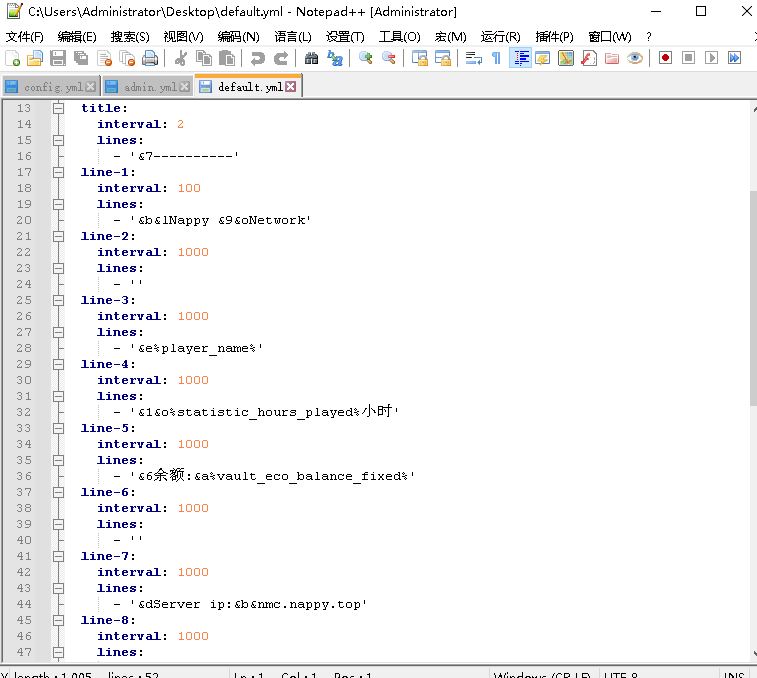 C:\Users\Administrator\Desktop\default.yml - Notepad++ [Administrator]
文件(F) 编辑(E) 搜索(S) 视图(V) 编码(N) 语言(L) 设置(T) 工具(O) 宏(M) 运行(R) 插件(P) 窗口(W) ?
config.yml admin.yml default.yml
13 title:
14 interval: 2
15 lines:
16 - '&7----------'
17 line-1:
18 interval: 100
19 lines:
20 - '&b&lNappy &9&oNetwork'
21 line-2:
22 interval: 1000
23 lines:
24 - ''
25 line-3:
26 interval: 1000
27 lines:
28 - '&e%player_name%'
29 line-4:
30 interval: 1000
31 lines:
32 - '&1&o%statistic_hours_played%小时'
33 line-5:
34 interval: 1000
35 lines:
36 - '&6余额:&a%vault_eco_balance_fixed%'
37 line-6:
38 interval: 1000
39 lines:
40 - ''
41 line-7:
42 interval: 1000
43 lines:
44 - '&dServer ip:&b&nmc.nappy.top'
45 line-8:
46 interval: 1000
47 lines:
length : 1,005 lines : 52 Ln : 1 Col : 1 Pos : 1 Windows (CR LF) UTF-8 INS